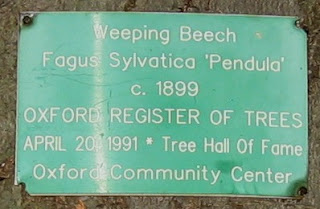 Weeping Beech
Fagus Sylvatica 'Pendula'
c. 1899
OXFORD REGISTER OF TREES
APRIL 20, 1991 * Tree Hall Of Fame
Oxford Community Center